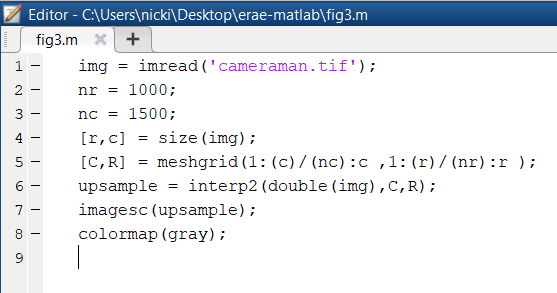 Editor - C:\Users\nicki\Desktop\erae-matlab\fig3.m
fig3.m × +
1 - img = imread('cameraman.tif');
2 - nr = 1000;
3 - nc = 1500;
4 - [r,c] = size(img);
5 - [C,R] = meshgrid(1:(c)/(nc):c ,1:(r)/(nr):r );
6 - upsample = interp2(double(img),C,R);
7 - imagesc(upsample);
8 - colormap(gray);
9